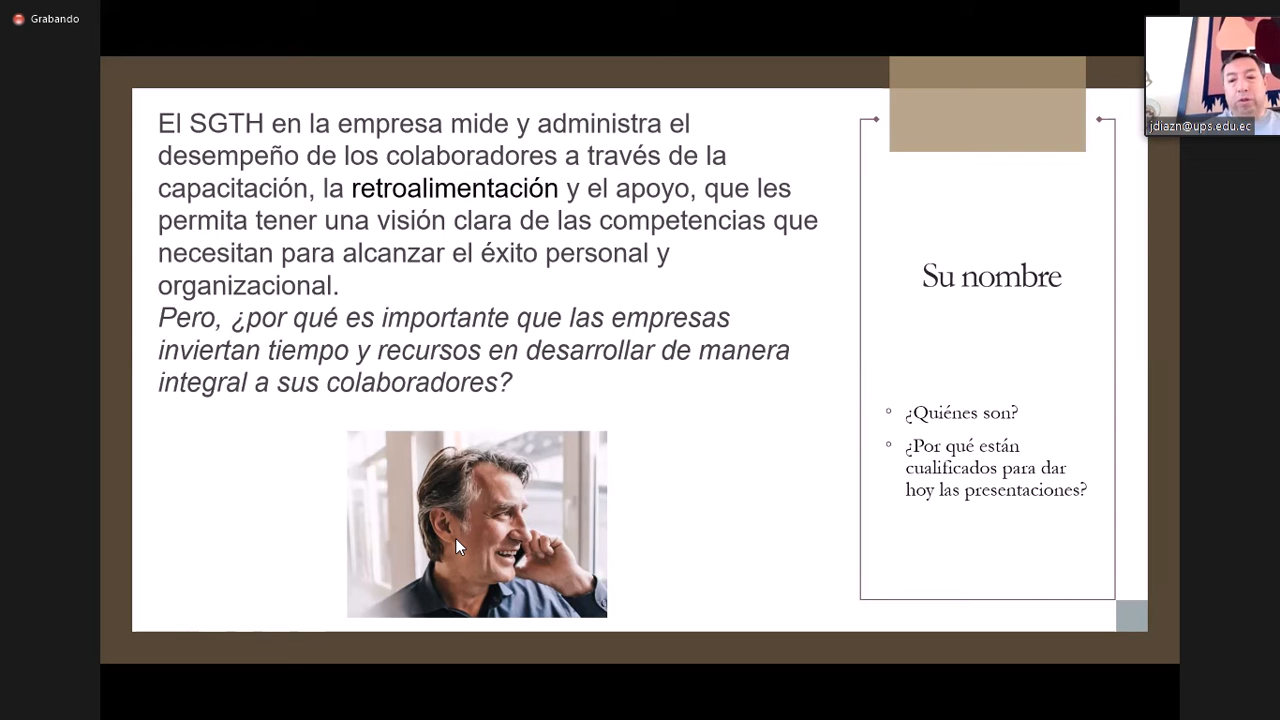 Grabando
jdiazn@ups.edu.ec
El SGTH en la empresa mide y administra el
desempeño de los colaboradores a través de la
capacitación, la retroalimentación y el apoyo, que les
permita tener una visión clara de las competencias que
necesitan para alcanzar el éxito personal y
organizacional.
Pero, ¿por qué es importante que las empresas
inviertan tiempo y recursos en desarrollar de manera
integral a sus colaboradores?
Su nombre
¿Quiénes son?
¿Por qué están
cualificados para dar
hoy las presentaciones?